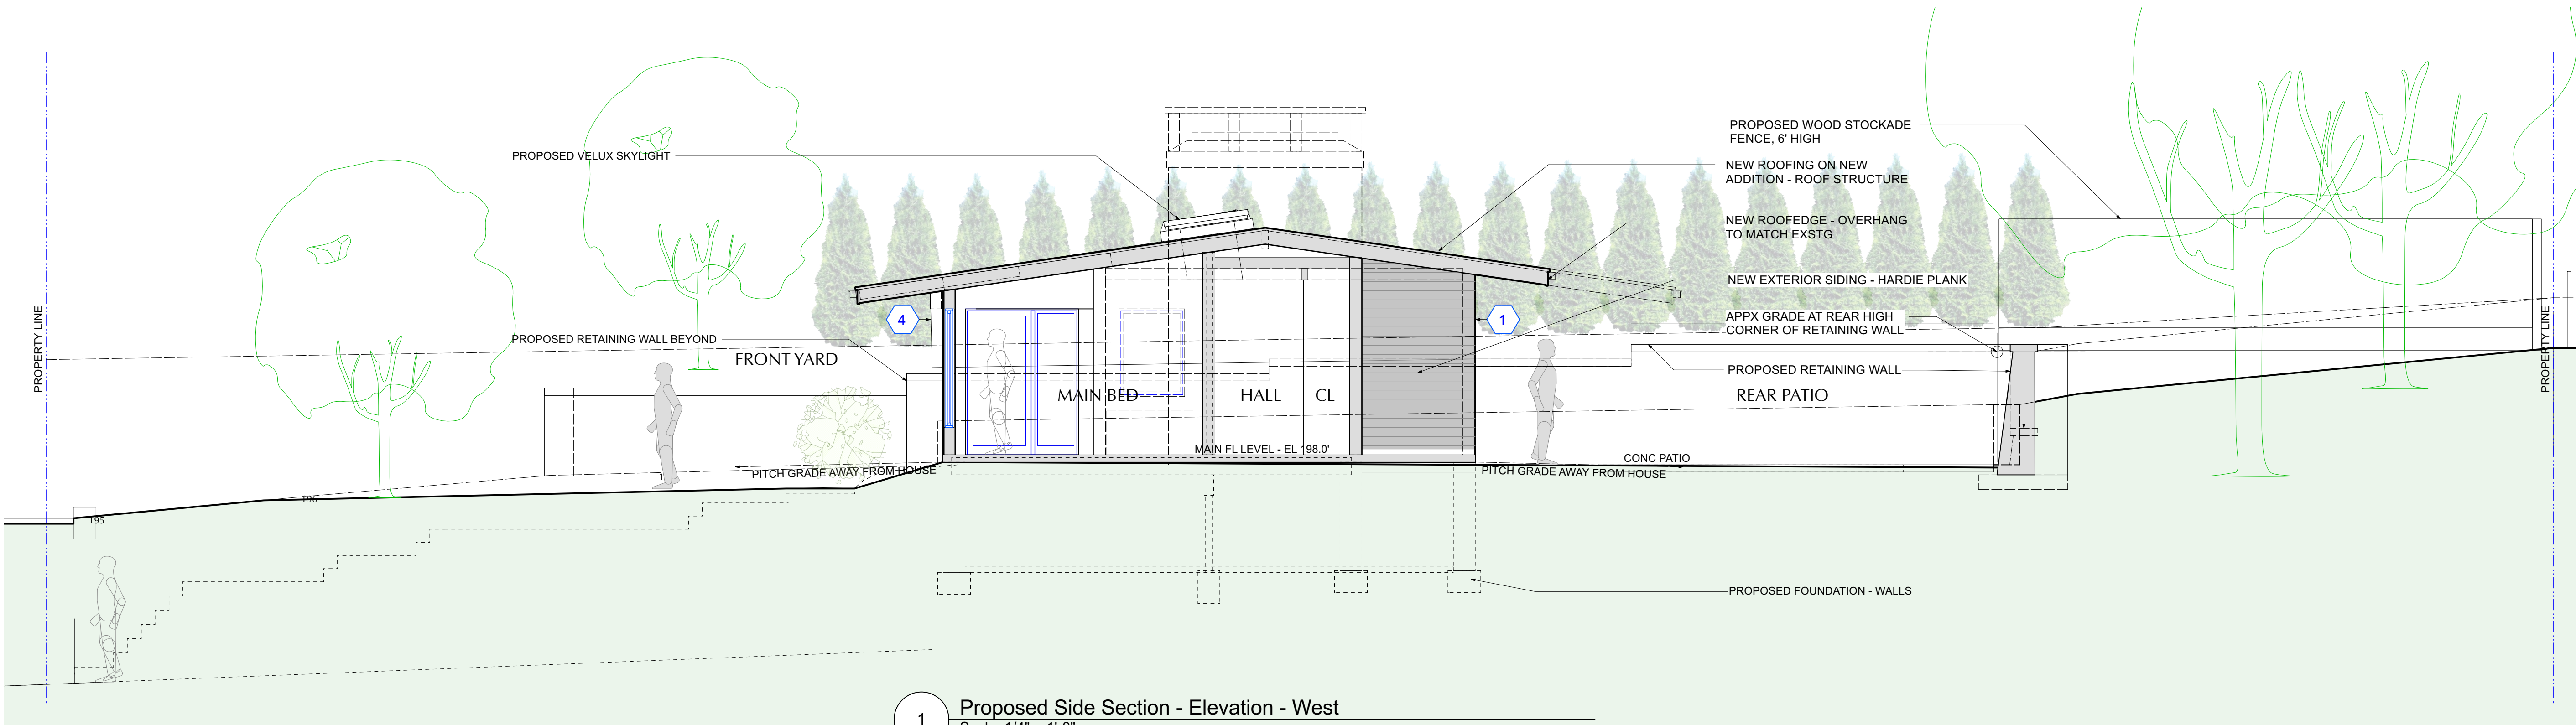 PROPOSED WOOD STOCKADE
FENCE, 6' HIGH
PROPOSED VELUX SKYLIGHT
NEW ROOFING ON NEW
ADDITION - ROOF STRUCTURE
NEW ROOFEDGE - OVERHANG
TO MATCH EXSTG
NEW EXTERIOR SIDING - HARDIE PLANK
4
1
APPX GRADE AT REAR HIGH
CORNER OF RETAINING WALL
PROPERTY LINE
PROPOSED RETAINING WALL BEYOND
FRONT YARD
PROPOSED RETAINING WALL
PROPERTY LINE
MAIN BED
HALL
CL
REAR PATIO
MAIN FL LEVEL - EL 198.0'
CONC PATIO
PITCH GRADE AWAY FROM HOUSE
PITCH GRADE AWAY FROM HOUSE
196
195
PROPOSED FOUNDATION - WALLS
1
Proposed Side Section - Elevation - West